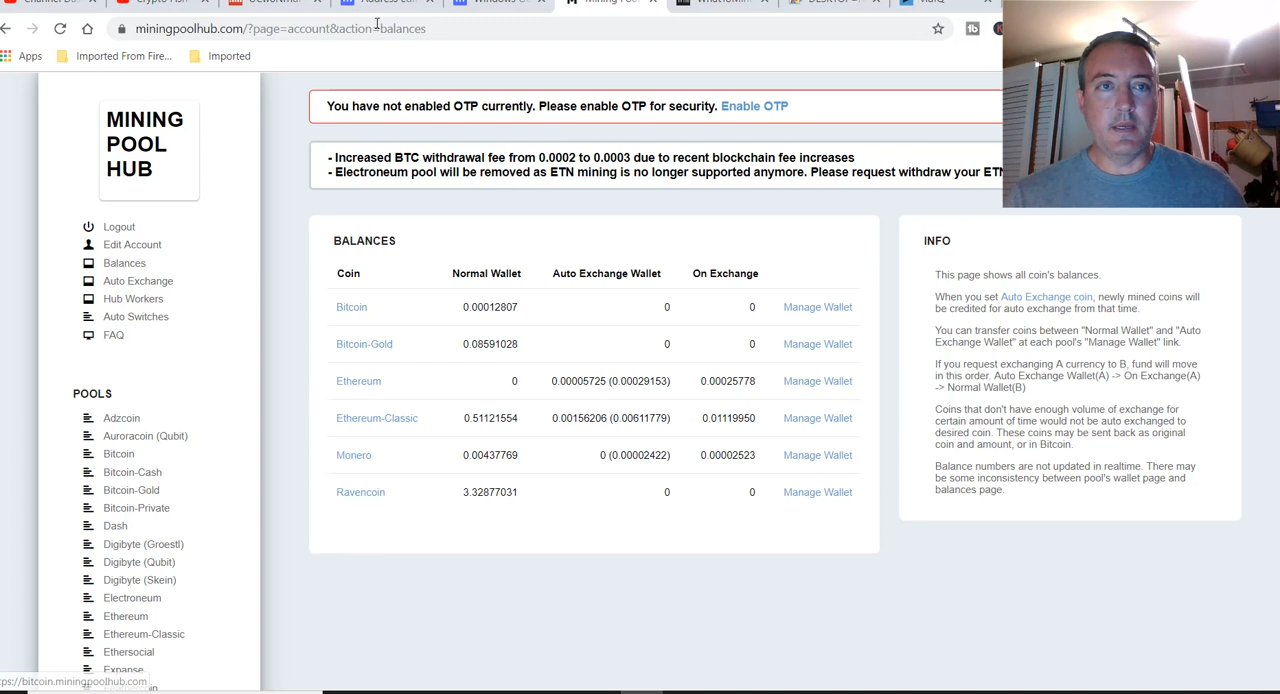 Channel Da
Crypto Fish
Address
Windows
Mining Poo
WhatToMin
DESKTOP-
vidIQ
miningpoolhub.com/?page=account&action=balances
Apps
Imported From Fire...
Imported
MINING
POOL
HUB
Logout
Edit Account
Balances
Auto Exchange
Hub Workers
Auto Switches
FAQ
POOLS
Adzcoin
Auroracoin (Qubit)
Bitcoin
Bitcoin-Cash
Bitcoin-Gold
Bitcoin-Private
Dash
Digibyte (Groestl)
Digibyte (Qubit)
Digibyte (Skein)
Electroneum
Ethereum
Ethereum-Classic
Ethersocial
Expanse
Feathercoin
tps://bitcoin.miningpoolhub.com
You have not enabled OTP currently. Please enable OTP for security. Enable OTP
- Increased BTC withdrawal fee from 0.0002 to 0.0003 due to recent blockchain fee increases
- Electroneum pool will be removed as ETN mining is no longer supported anymore. Please request withdraw your ETN
BALANCES
Coin Normal Wallet Auto Exchange Wallet On Exchange
Bitcoin 0.00012807 0 0 Manage Wallet
Bitcoin-Gold 0.08591028 0 0 Manage Wallet
Ethereum 0 0.00005725 (0.00029153) 0.00025778 Manage Wallet
Ethereum-Classic 0.51121554 0.00156206 (0.00611779) 0.01119950 Manage Wallet
Monero 0.00437769 0 (0.00002422) 0.00002523 Manage Wallet
Ravencoin 3.32877031 0 0 Manage Wallet
INFO
This page shows all coin's balances.
When you set Auto Exchange coin, newly mined coins will
be credited for auto exchange from that time.
You can transfer coins between "Normal Wallet" and "Auto
Exchange Wallet" at each pool's "Manage Wallet" link.
If you request exchanging A currency to B, fund will move
in this order. Auto Exchange Wallet(A) -> On Exchange(A)
-> Normal Wallet(B)
Coins that don't have enough volume of exchange for
certain amount of time would not be auto exchanged to
desired coin. These coins may be sent back as original
coin and amount, or in Bitcoin.
Balance numbers are not updated in realtime. There may
be some inconsistency between pool's wallet page and
balances page.